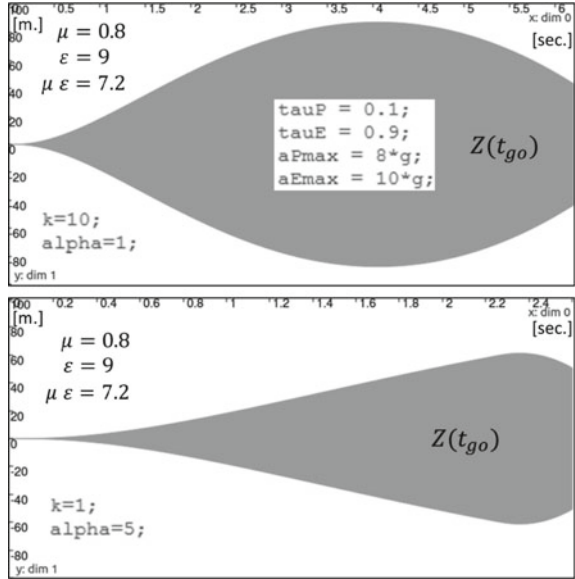 100 '0.5 '1 '1.5 '2 '2.5 '3 '3.5 '4 '4.5 '5 '5.5 '6
x: dim 0
[m.]
[sec.]
80
60
40
20
0
-20
-40
-60
-80
μ = 0.8
ε = 9
μ ε = 7.2
tauP = 0.1;
tauE = 0.9;
aPmax = 8*g;
aEmax = 10*g;
Z(t_go)
k=10;
alpha=1;
y: dim 1
100 '0.2 '0.4 '0.6 '0.8 '1 '1.2 '1.4 '1.6 '1.8 '2 '2.2 '2.4
x: dim 0
[m.]
[sec.]
80
60
40
20
0
-20
-40
-60
-80
μ = 0.8
ε = 9
μ ε = 7.2
Z(t_go)
k=1;
alpha=5;
y: dim 1